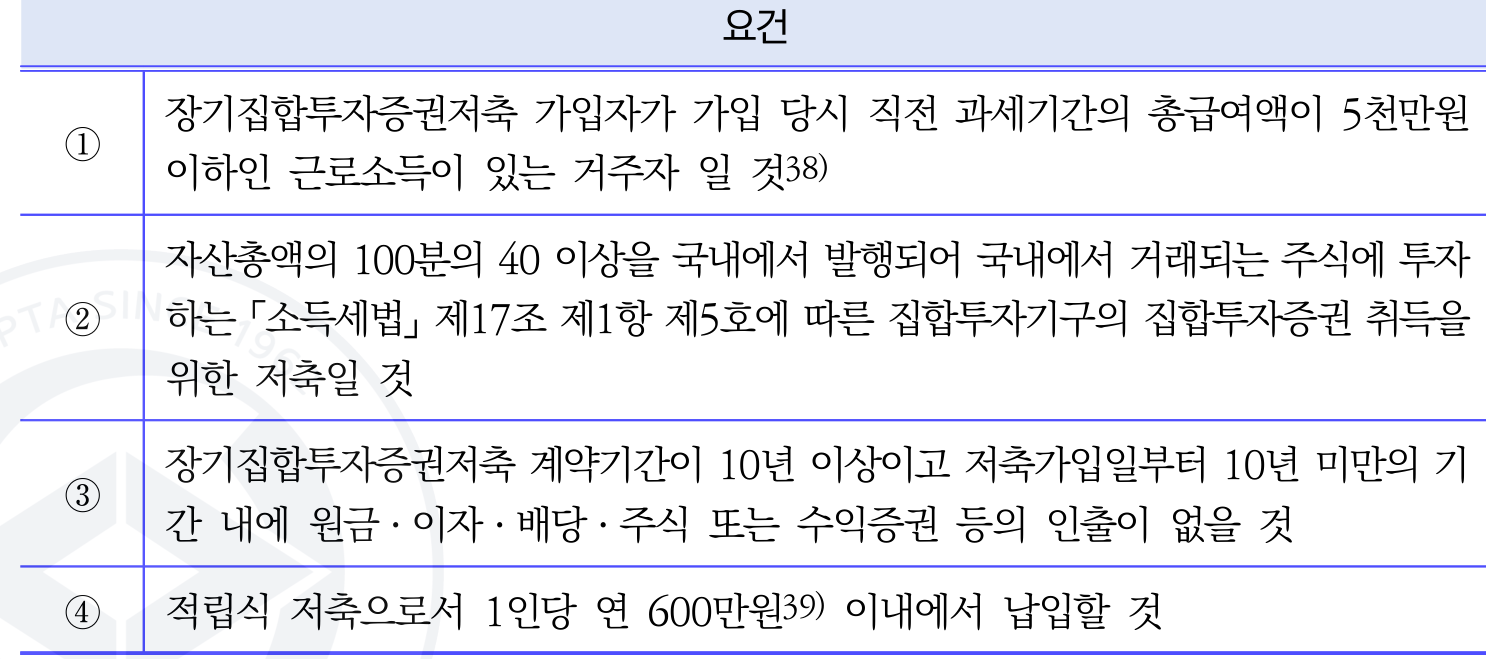 요건
① 장기집합투자증권저축 가입자가 가입 당시 직전 과세기간의 총급여액이 5천만원
이하인 근로소득이 있는 거주자 일 것38)
② 자산총액의 100분의 40 이상을 국내에서 발행되어 국내에서 거래되는 주식에 투자
하는 「소득세법」 제17조 제1항 제5호에 따른 집합투자기구의 집합투자증권 취득을
위한 저축일 것
③ 장기집합투자증권저축 계약기간이 10년 이상이고 저축가입일부터 10년 미만의 기
간 내에 원금 · 이자 · 배당 · 주식 또는 수익증권 등의 인출이 없을 것
④ 적립식 저축으로서 1인당 연 600만원39) 이내에서 납입할 것